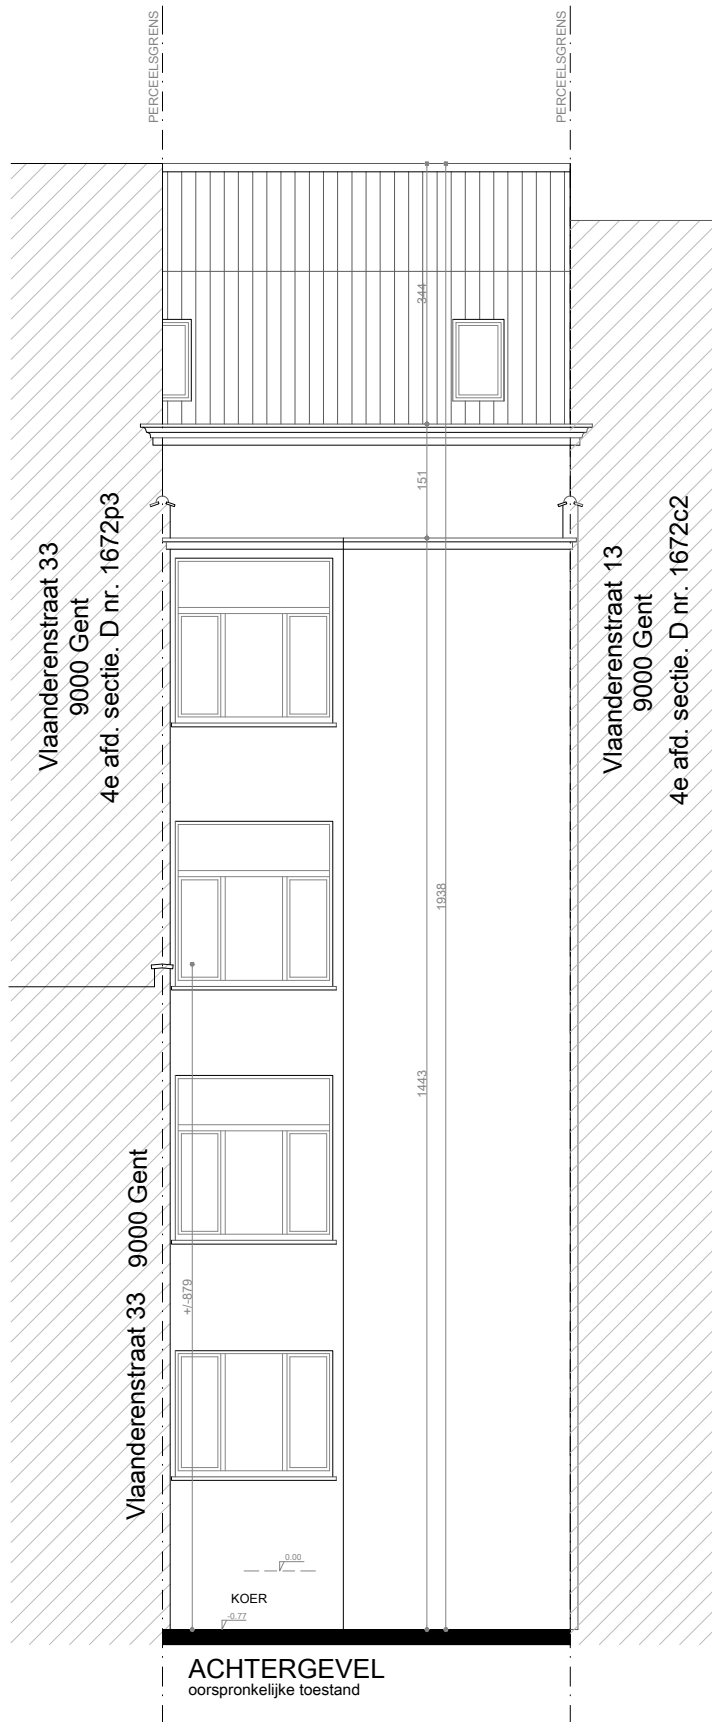 PERCEELSGRENS
PERCEELSGRENS
344
151
Vlaanderenstraat 33
9000 Gent
4e afd. sectie. D nr. 1672p3
Vlaanderenstraat 13
9000 Gent
4e afd. sectie. D nr. 1672c2
1938
1443
Vlaanderenstraat 33 9000 Gent
+/-879
0.00
KOER
-0.77
ACHTERGEVEL
oorspronkelijke toestand